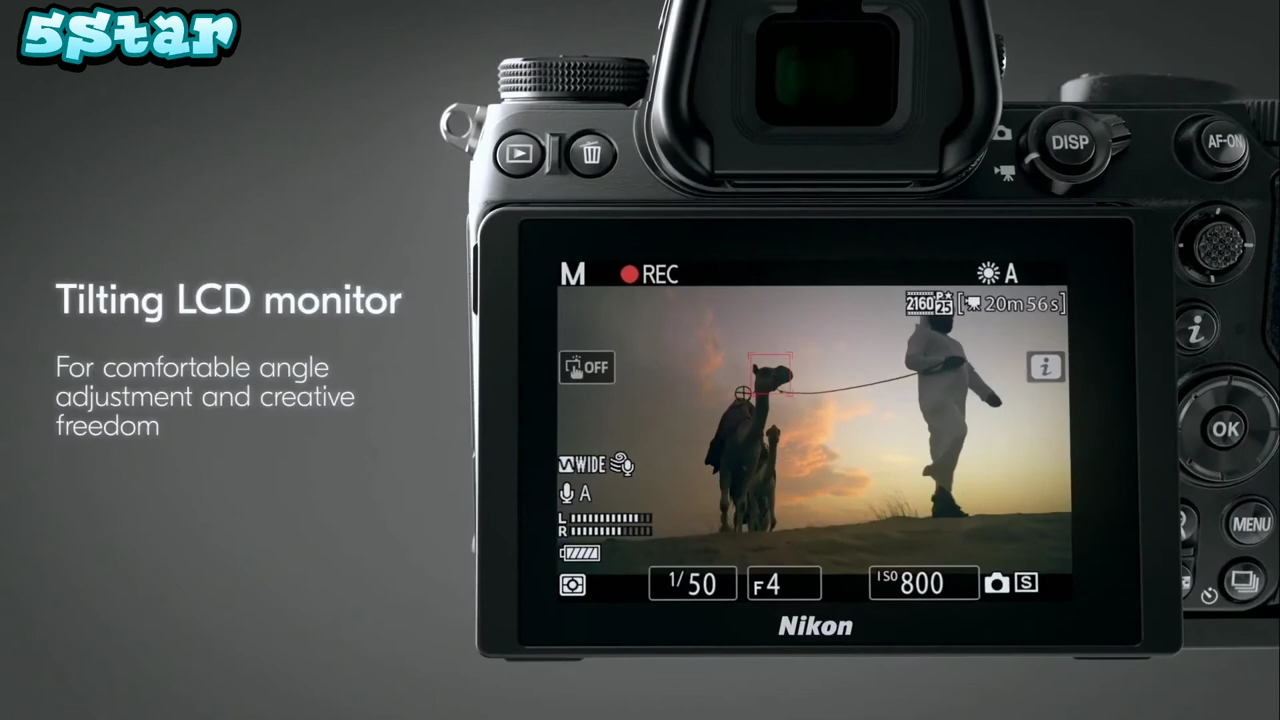 5Star
DISP
AF-ON
Tilting LCD monitor
For comfortable angle
adjustment and creative
freedom
M REC A
2160 25 [20m56s]
OFF
i
i
OK
WIDE
A
L
R
MENU
1/50 F4 ISO 800 S
Nikon